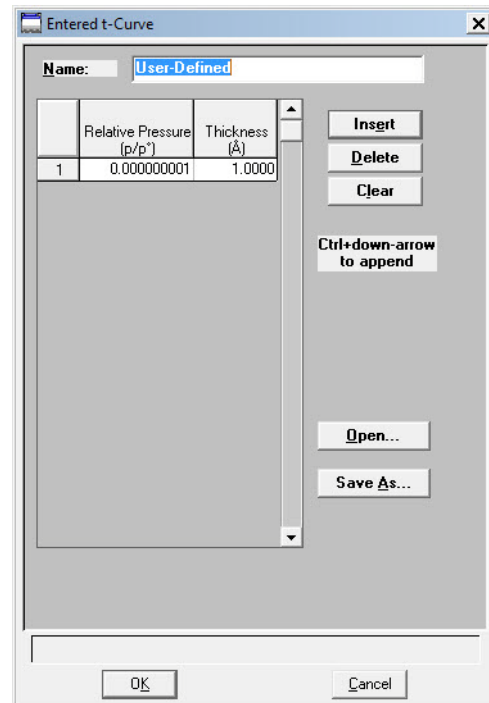 Entered t-Curve
Name: User-Defined
Relative Pressure (p/p°)
Thickness (Å)
1 0.000000001 1.0000
Insert
Delete
Clear
Ctrl+down-arrow
to append
Open...
Save As...
OK
Cancel